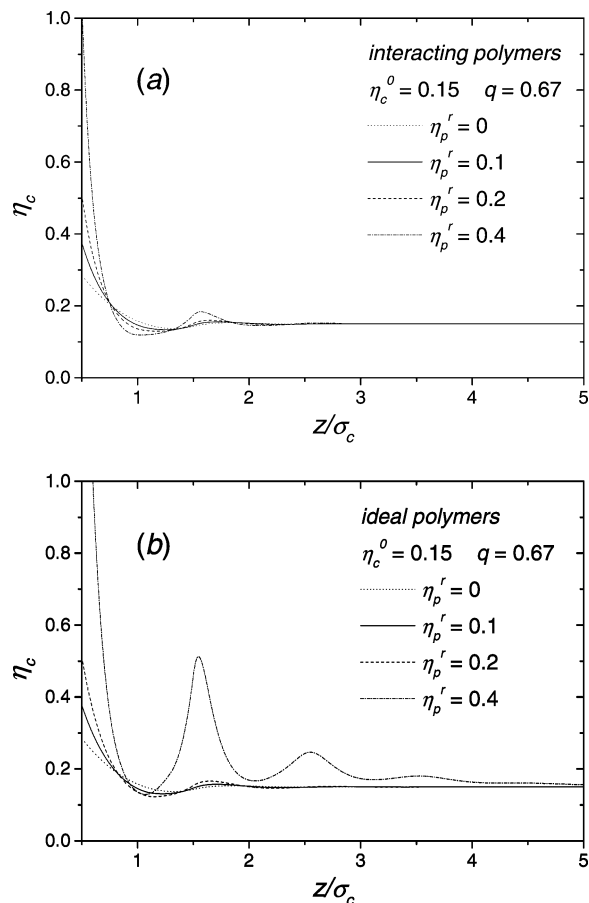 1.0
(a)
interacting polymers
η_c^0 = 0.15 q = 0.67
η_p^r = 0
η_p^r = 0.1
η_p^r = 0.2
η_p^r = 0.4
0.8
0.6
0.4
0.2
0.0
η_c
1 2 3 4 5
z/σ_c
1.0
(b)
ideal polymers
η_c^0 = 0.15 q = 0.67
η_p^r = 0
η_p^r = 0.1
η_p^r = 0.2
η_p^r = 0.4
0.8
0.6
0.4
0.2
0.0
η_c
1 2 3 4 5
z/σ_c